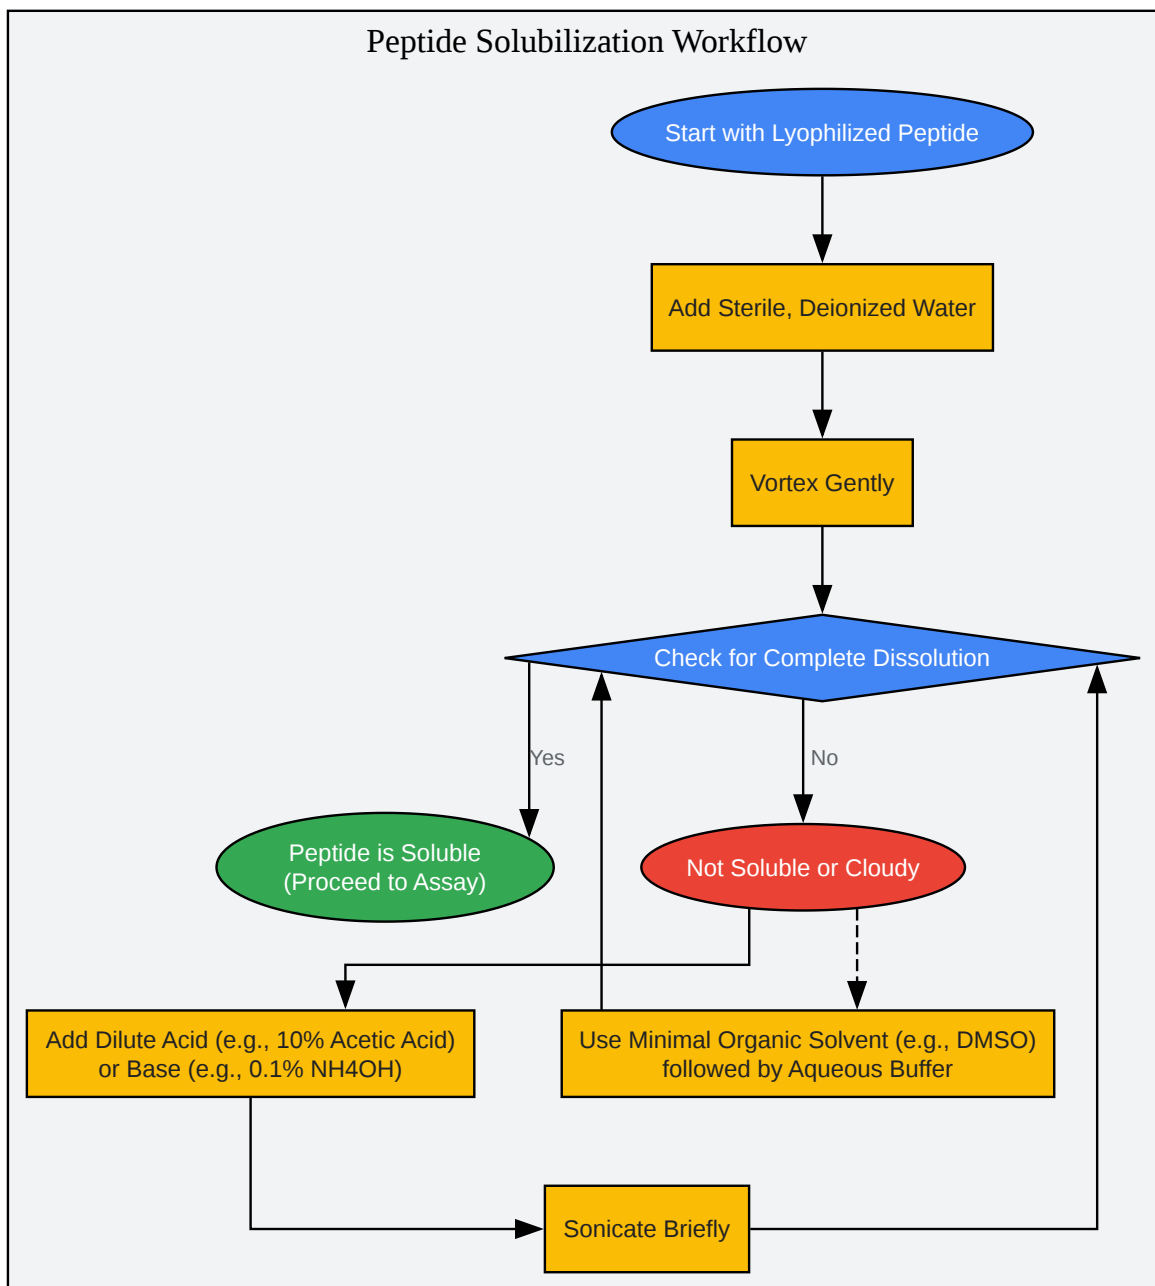 Peptide Solubilization Workflow
Start with Lyophilized Peptide
Add Sterile, Deionized Water
Vortex Gently
Check for Complete Dissolution
Yes
No
Peptide is Soluble
(Proceed to Assay)
Not Soluble or Cloudy
Add Dilute Acid (e.g., 10% Acetic Acid)
or Base (e.g., 0.1% NH4OH)
Use Minimal Organic Solvent (e.g., DMSO)
followed by Aqueous Buffer
Sonicate Briefly